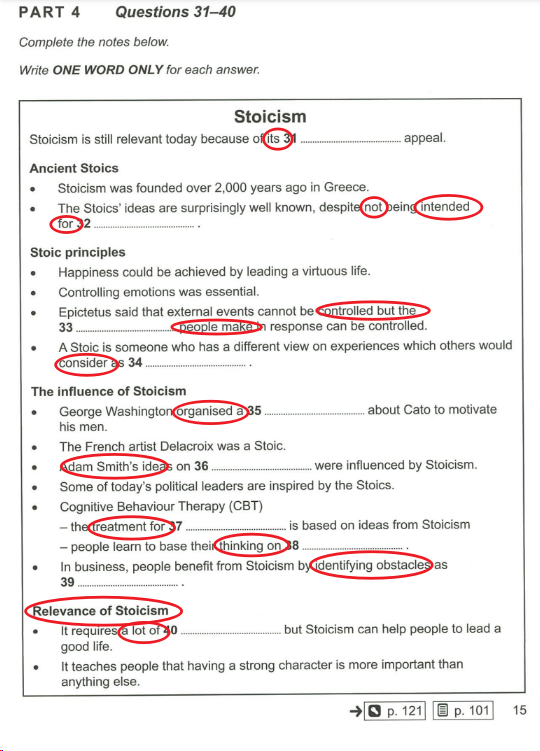 PART 4 Questions 31–40
Complete the notes below.
Write ONE WORD ONLY for each answer.
Stoicism
Stoicism is still relevant today because of its 31 .................................... appeal.
Ancient Stoics
• Stoicism was founded over 2,000 years ago in Greece.
• The Stoics' ideas are surprisingly well known, despite not being intended
for 32 .................................... .
Stoic principles
• Happiness could be achieved by leading a virtuous life.
• Controlling emotions was essential.
• Epictetus said that external events cannot be controlled but the
33 .................................... people make in response can be controlled.
• A Stoic is someone who has a different view on experiences which others would
consider as 34 .................................... .
The influence of Stoicism
• George Washington organised a 35 .................................... about Cato to motivate
his men.
• The French artist Delacroix was a Stoic.
• Adam Smith's ideas on 36 .................................... were influenced by Stoicism.
• Some of today's political leaders are inspired by the Stoics.
• Cognitive Behaviour Therapy (CBT)
– the treatment for 37 .................................... is based on ideas from Stoicism
– people learn to base their thinking on 38 .................................... .
• In business, people benefit from Stoicism by identifying obstacles as
39 .................................... .
Relevance of Stoicism
• It requires a lot of 40 .................................... but Stoicism can help people to lead a
good life.
• It teaches people that having a strong character is more important than
anything else.
→ p. 121 p. 101 15